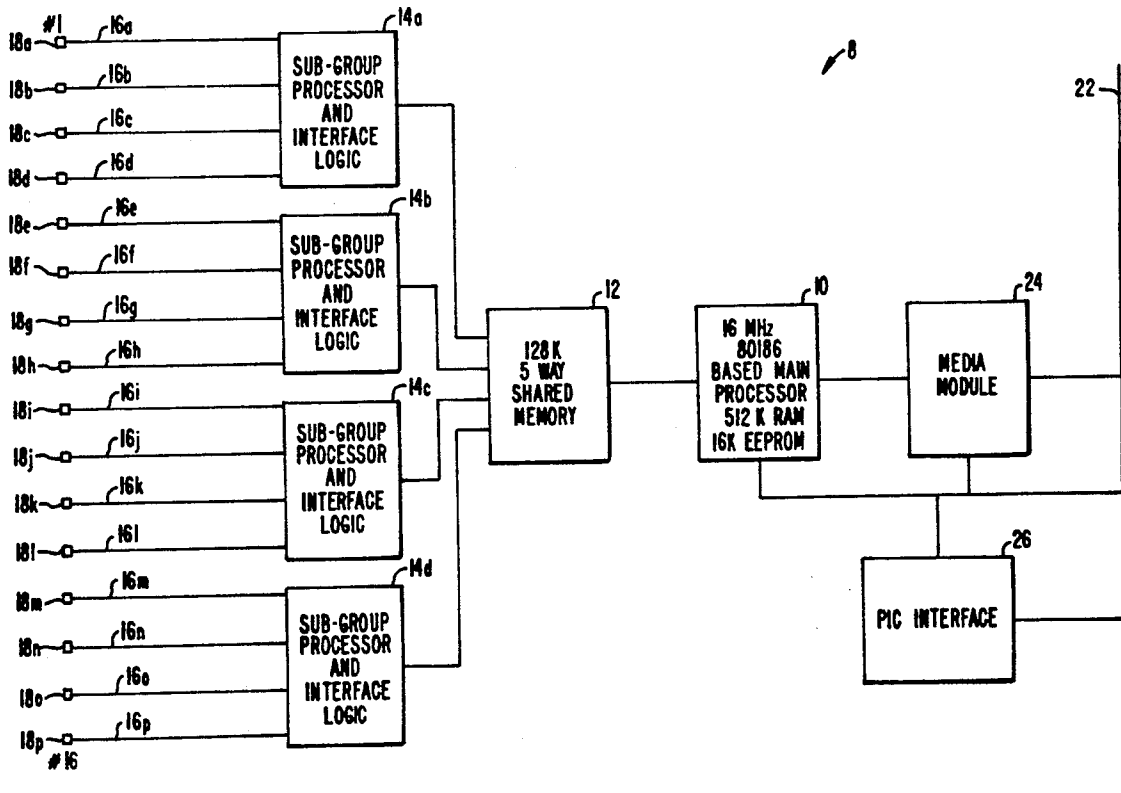 #1
18a
16a
18b
16b
18c
16c
18d
16d
18e
16e
18f
16f
18g
16g
18h
16h
18i
16i
18j
16j
18k
16k
18l
16l
18m
16m
18n
16n
18o
16o
18p
16p
#16
14a
SUB-GROUP
PROCESSOR
AND
INTERFACE
LOGIC
14b
SUB-GROUP
PROCESSOR
AND
INTERFACE
LOGIC
14c
SUB-GROUP
PROCESSOR
AND
INTERFACE
LOGIC
14d
SUB-GROUP
PROCESSOR
AND
INTERFACE
LOGIC
12
128K
5 WAY
SHARED
MEMORY
10
16 MHz
80186
BASED MAIN
PROCESSOR
512 K RAM
16K EEPROM
24
MEDIA
MODULE
26
PIC INTERFACE
8
22